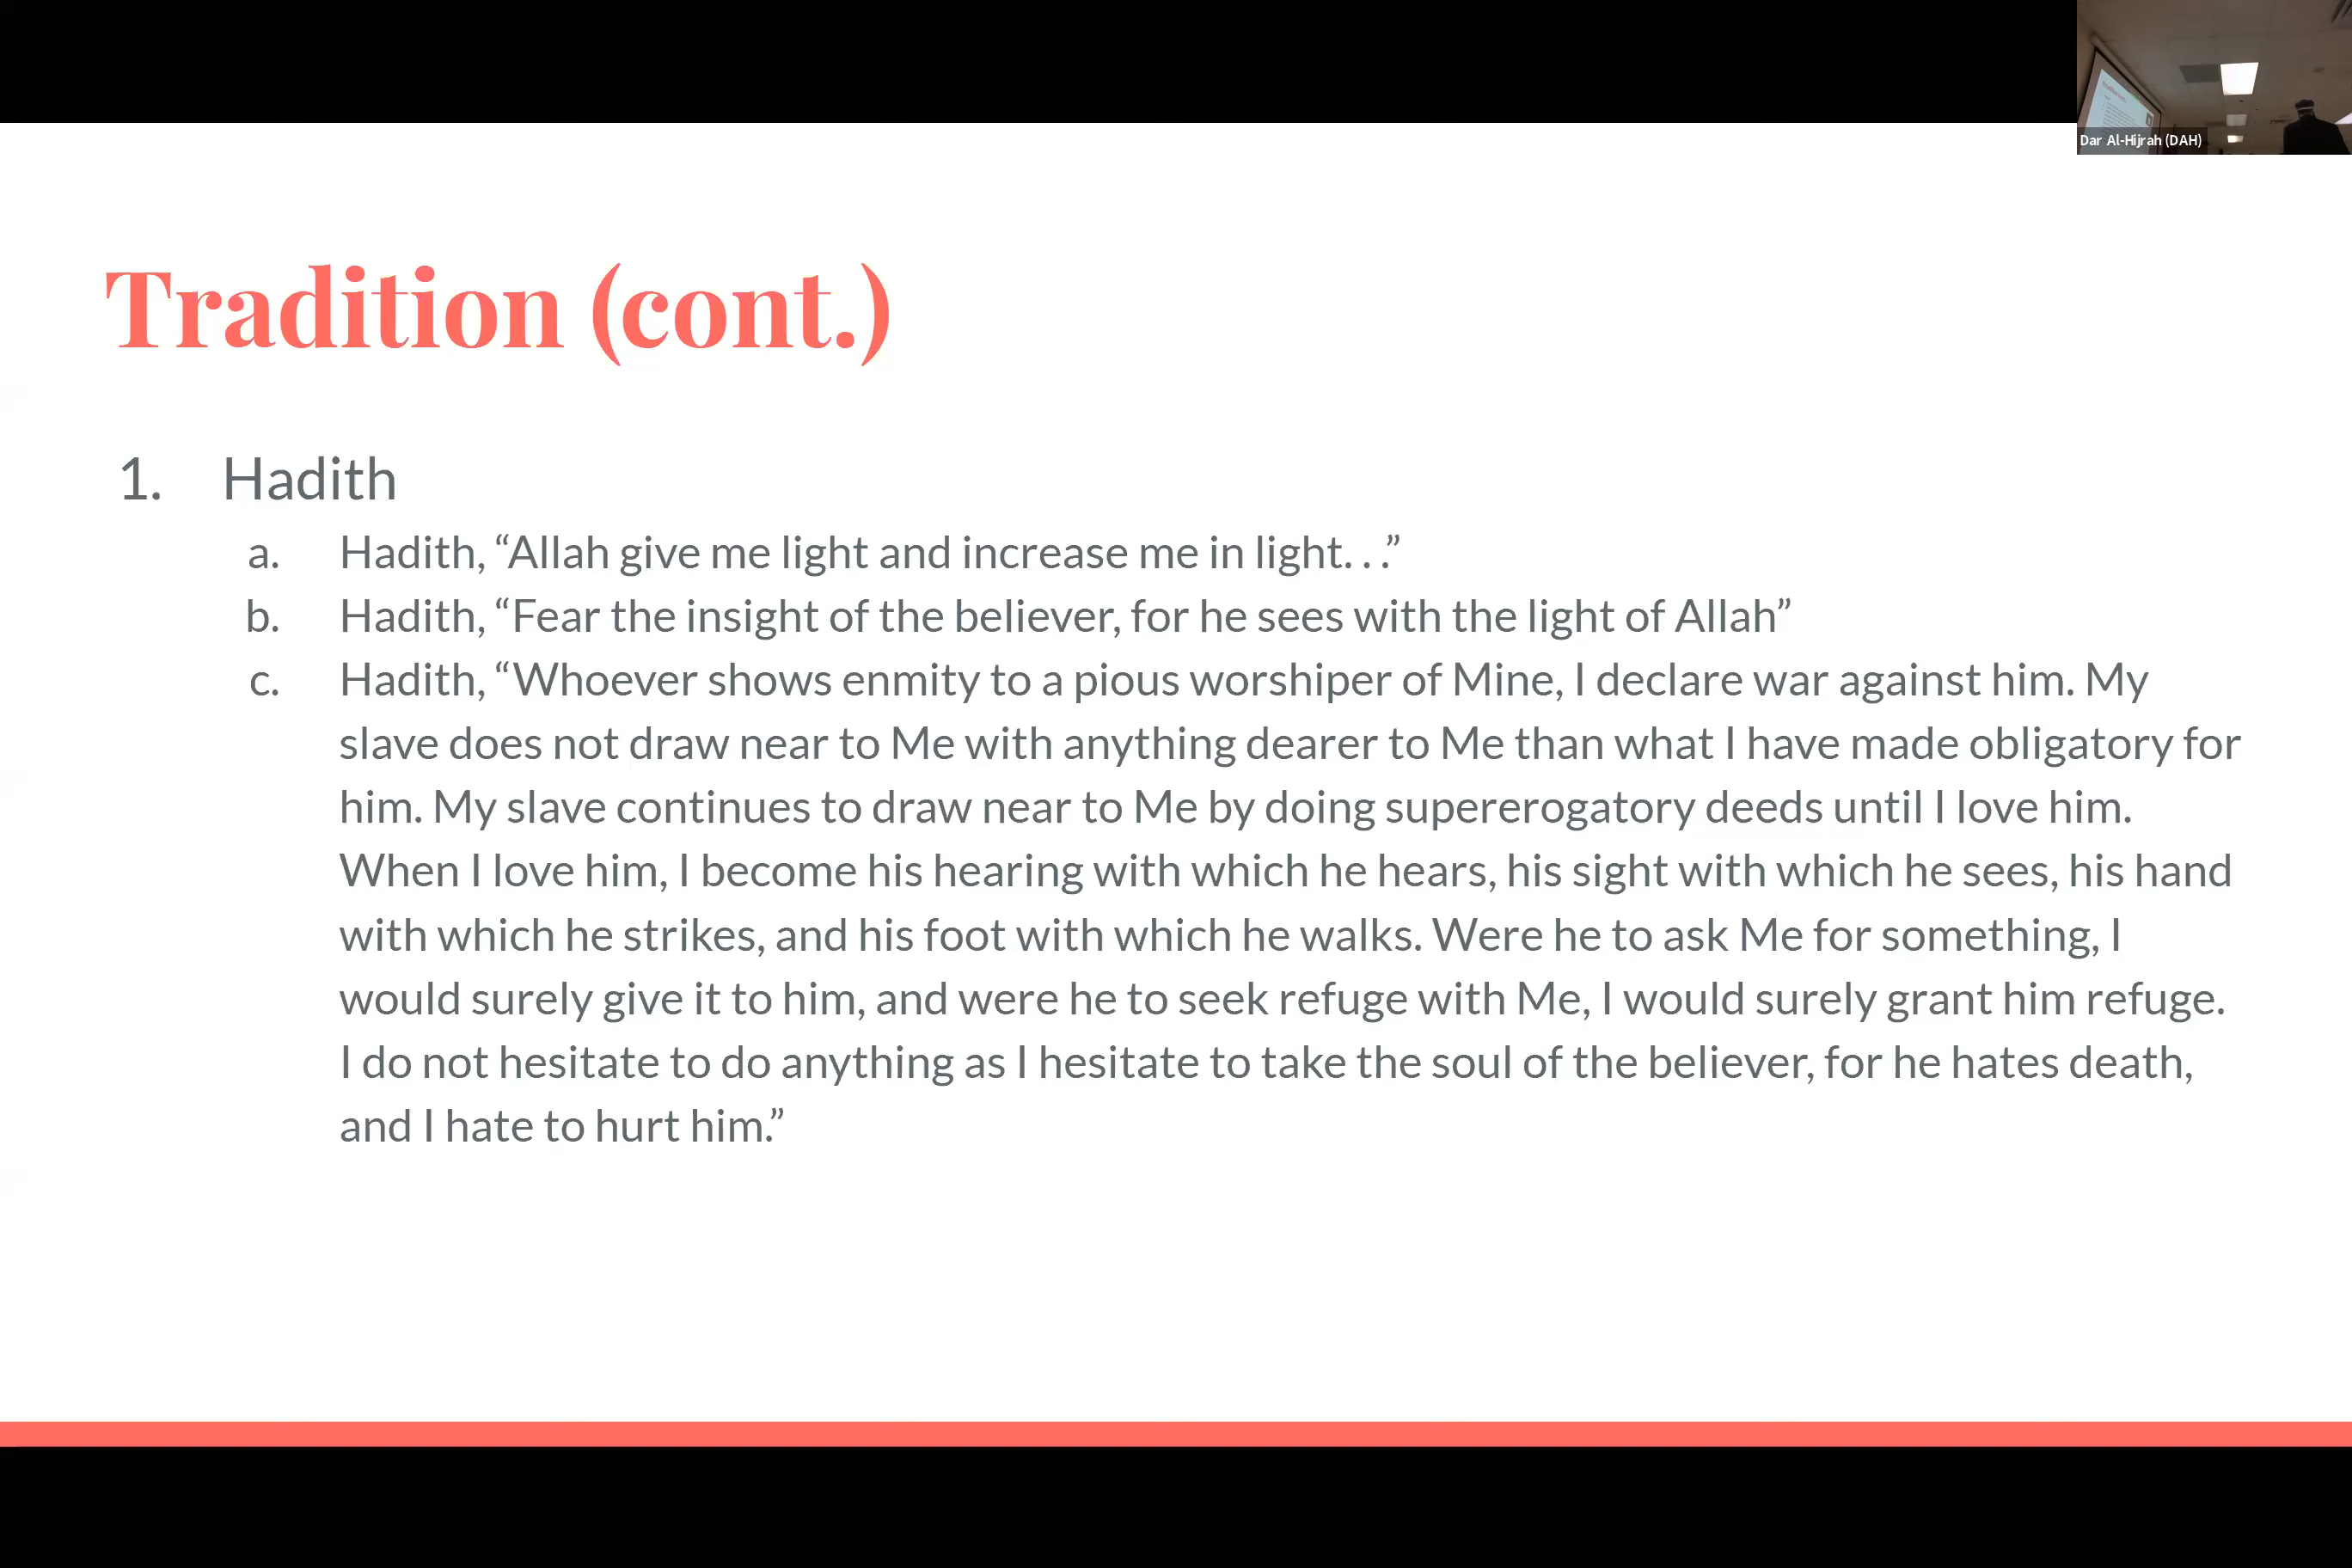 Dar Al-Hijrah (DAH)
Tradition (cont.)
1. Hadith
a. Hadith, “Allah give me light and increase me in light. . .”
b. Hadith, “Fear the insight of the believer, for he sees with the light of Allah”
c. Hadith, “Whoever shows enmity to a pious worshiper of Mine, I declare war against him. My
slave does not draw near to Me with anything dearer to Me than what I have made obligatory for
him. My slave continues to draw near to Me by doing supererogatory deeds until I love him.
When I love him, I become his hearing with which he hears, his sight with which he sees, his hand
with which he strikes, and his foot with which he walks. Were he to ask Me for something, I
would surely give it to him, and were he to seek refuge with Me, I would surely grant him refuge.
I do not hesitate to do anything as I hesitate to take the soul of the believer, for he hates death,
and I hate to hurt him.”